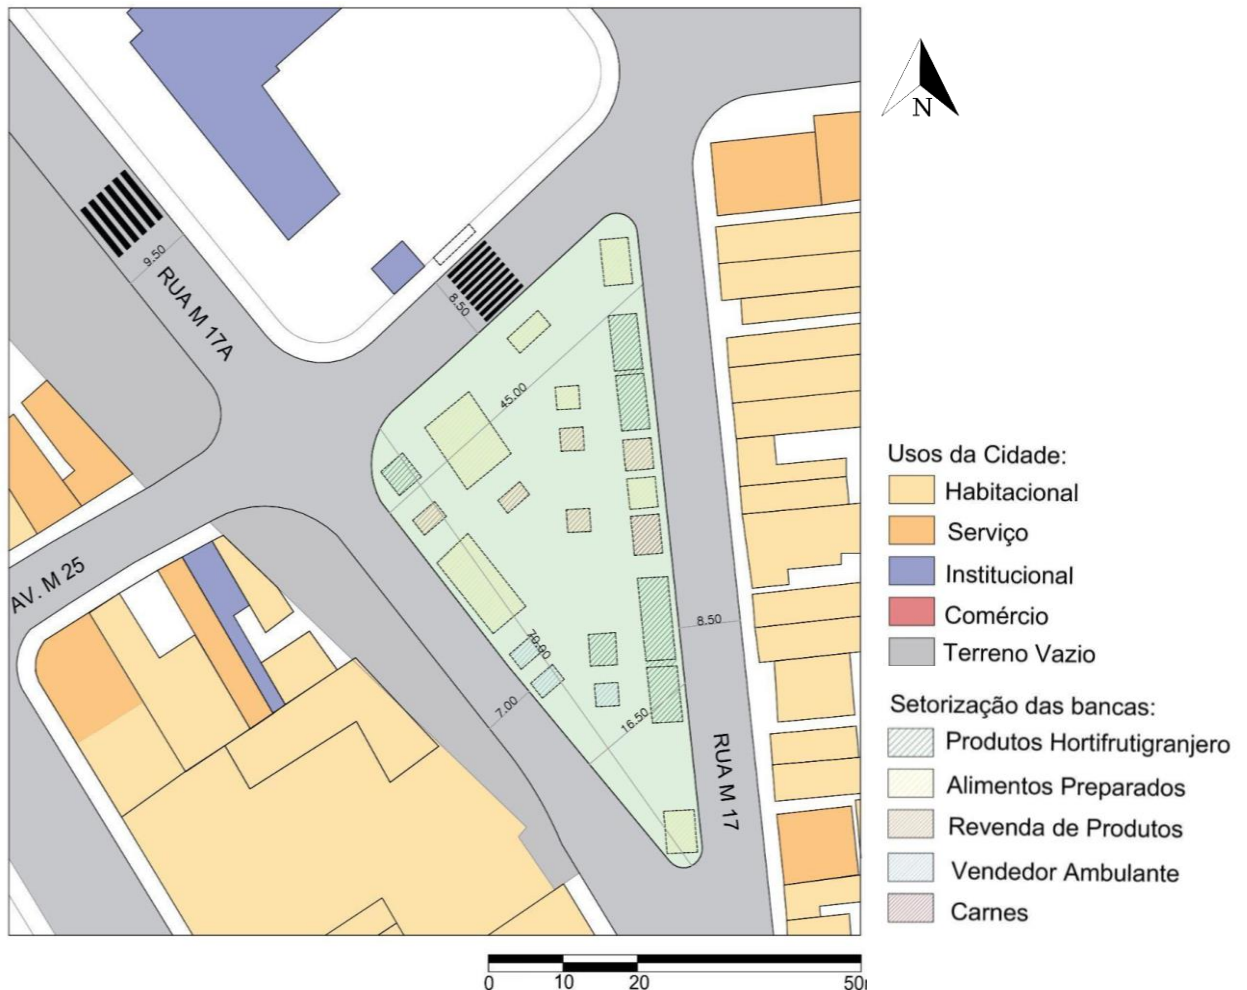 N
9.50
RUA M 17A
8.50
45.00
AV. M 25
70.00
7.00
16.50
8.50
RUA M 17
Usos da Cidade:
Habitacional
Serviço
Institucional
Comércio
Terreno Vazio
Setorização das bancas:
Produtos Hortifrutigranjero
Alimentos Preparados
Revenda de Produtos
Vendedor Ambulante
Carnes
0 10 20 50